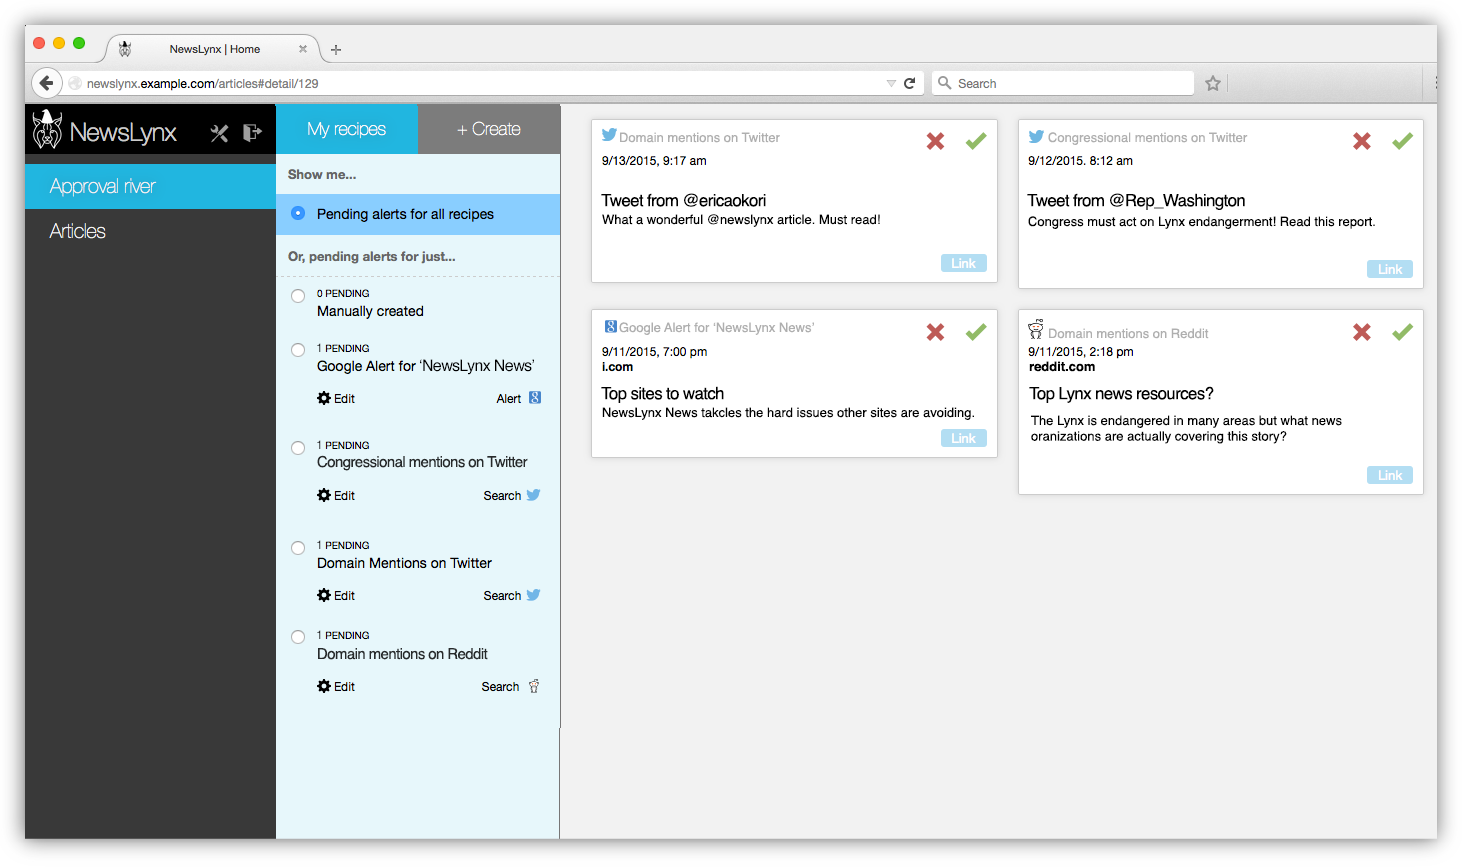 NewsLynx | Home
newslynx.example.com/articles#detail/129
Search
NewsLynx
Approval river
Articles
My recipes
+ Create
Show me...
Pending alerts for all recipes
Or, pending alerts for just...
0 PENDING
Manually created
1 PENDING
Google Alert for ‘NewsLynx News’
Edit
Alert
1 PENDING
Congressional mentions on Twitter
Edit
Search
1 PENDING
Domain Mentions on Twitter
Edit
Search
1 PENDING
Domain mentions on Reddit
Edit
Search
Domain mentions on Twitter
9/13/2015, 9:17 am
Tweet from @ericaokori
What a wonderful @newslynx article. Must read!
Link
Congressional mentions on Twitter
9/12/2015. 8:12 am
Tweet from @Rep_Washington
Congress must act on Lynx endangerment! Read this report.
Link
Google Alert for ‘NewsLynx News’
9/11/2015, 7:00 pm
i.com
Top sites to watch
NewsLynx News takcles the hard issues other sites are avoiding.
Link
Domain mentions on Reddit
9/11/2015, 2:18 pm
reddit.com
Top Lynx news resources?
The Lynx is endangered in many areas but what news
oranizations are actually covering this story?
Link